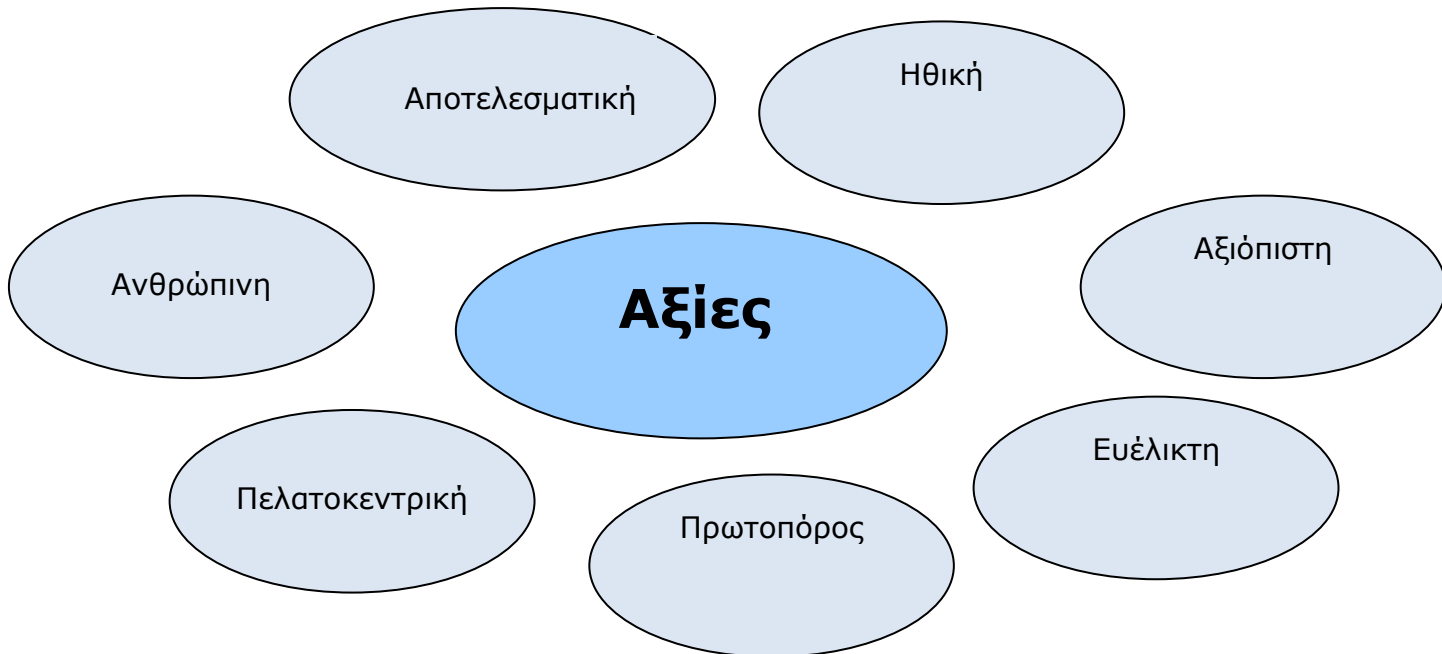 Ηθική
Αποτελεσματική
Αξιόπιστη
Ανθρώπινη
Αξίες
Ευέλικτη
Πελατοκεντρική
Πρωτοπόρος